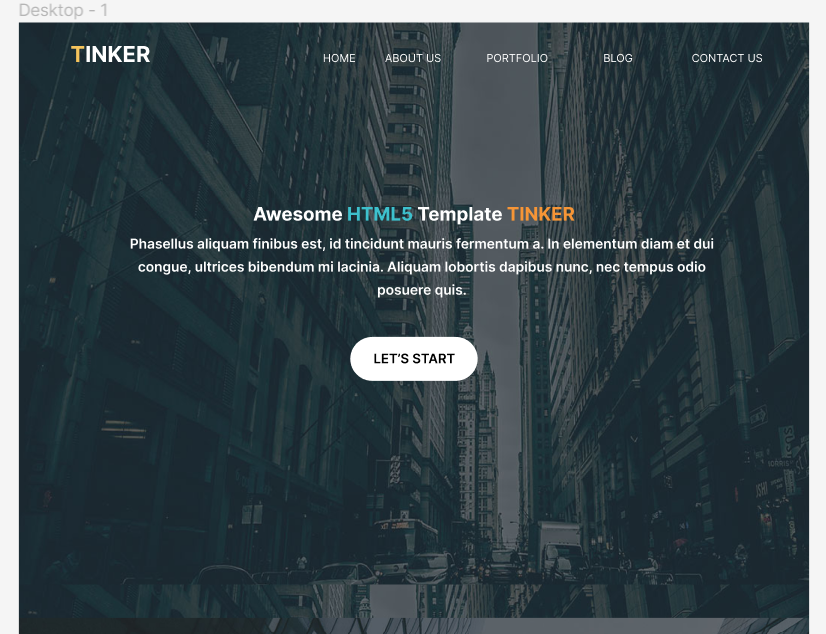 Desktop - 1
TINKER
HOME ABOUT US PORTFOLIO BLOG CONTACT US
Awesome HTML5 Template TINKER
Phasellus aliquam finibus est, id tincidunt mauris fermentum a. In elementum diam et dui
congue, ultrices bibendum mi lacinia. Aliquam lobortis dapibus nunc, nec tempus odio
posuere quis.
LET'S START